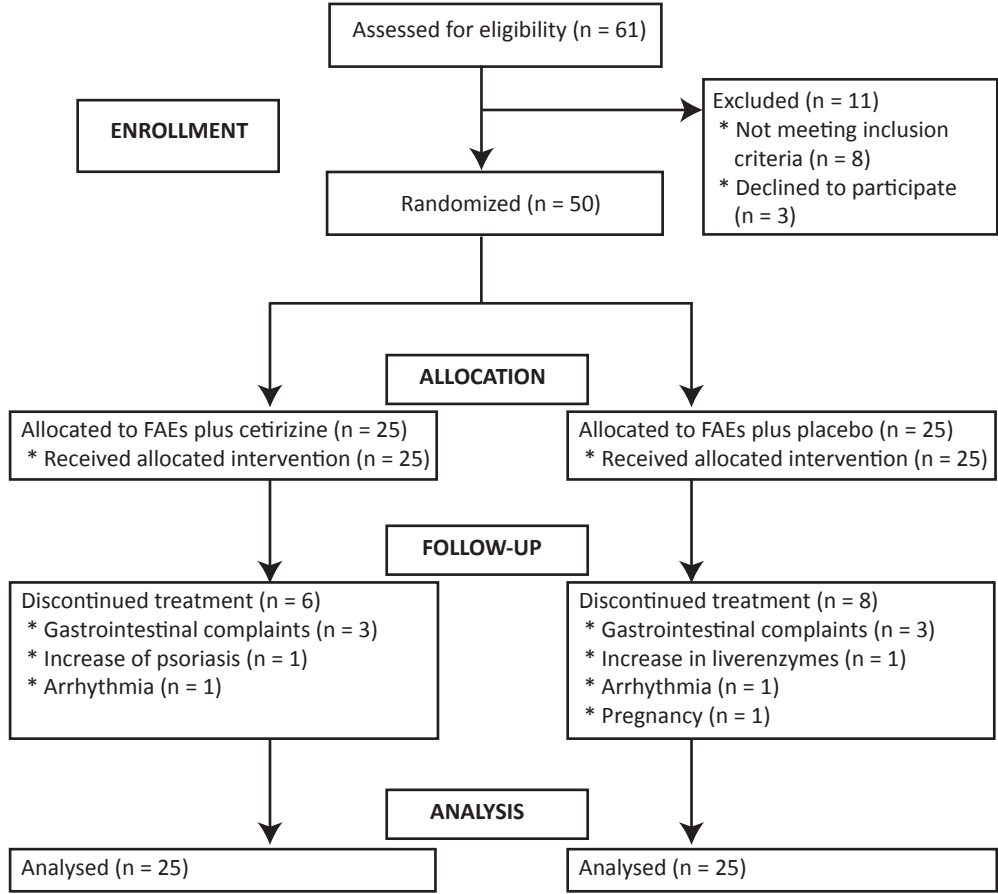 Assessed for eligibility (n = 61)
ENROLLMENT
Excluded (n = 11)
* Not meeting inclusion
criteria (n = 8)
* Declined to participate
(n = 3)
Randomized (n = 50)
ALLOCATION
Allocated to FAEs plus cetirizine (n = 25)
* Received allocated intervention (n = 25)
Allocated to FAEs plus placebo (n = 25)
* Received allocated intervention (n = 25)
FOLLOW-UP
Discontinued treatment (n = 6)
* Gastrointestinal complaints (n = 3)
* Increase of psoriasis (n = 1)
* Arrhythmia (n = 1)
Discontinued treatment (n = 8)
* Gastrointestinal complaints (n = 3)
* Increase in liverenzymes (n = 1)
* Arrhythmia (n = 1)
* Pregnancy (n = 1)
ANALYSIS
Analysed (n = 25)
Analysed (n = 25)